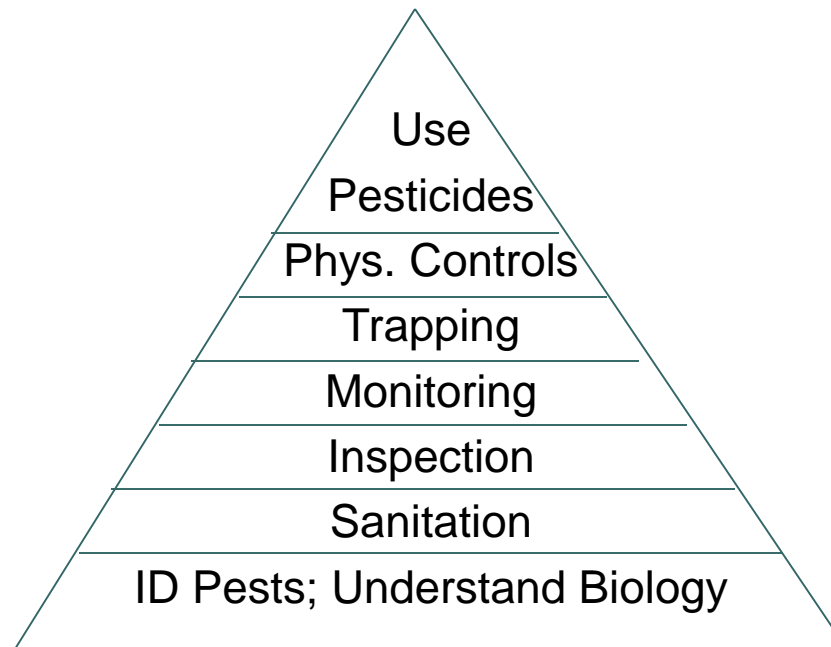 Use
Pesticides
Phys. Controls
Trapping
Monitoring
Inspection
Sanitation
ID Pests; Understand Biology